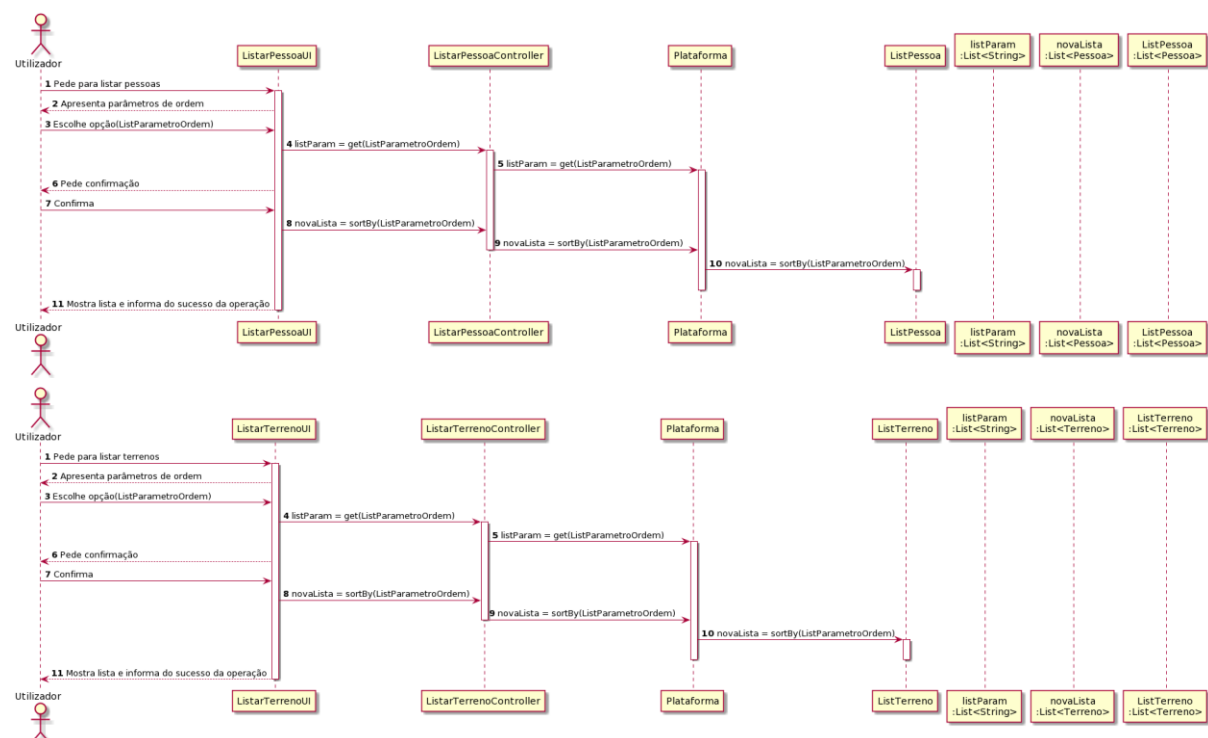 Utilizador
ListarPessoaUI
ListarPessoaController
Plataforma
ListPessoa
listParam
:List<String>
novaLista
:List<Pessoa>
ListPessoa
:List<Pessoa>
1 Pede para listar pessoas
2 Apresenta parâmetros de ordem
3 Escolhe opção(ListParametroOrdem)
4 listParam = get(ListParametroOrdem)
5 listParam = get(ListParametroOrdem)
6 Pede confirmação
7 Confirma
8 novaLista = sortBy(ListParametroOrdem)
9 novaLista = sortBy(ListParametroOrdem)
10 novaLista = sortBy(ListParametroOrdem)
11 Mostra lista e informa do sucesso da operação
Utilizador
ListarPessoaUI
ListarPessoaController
Plataforma
ListPessoa
listParam
:List<String>
novaLista
:List<Pessoa>
ListPessoa
:List<Pessoa>
Utilizador
ListarTerrenoUI
ListarTerrenoController
Plataforma
ListTerreno
listParam
:List<String>
novaLista
:List<Terreno>
ListTerreno
:List<Terreno>
1 Pede para listar terrenos
2 Apresenta parâmetros de ordem
3 Escolhe opção(ListParametroOrdem)
4 listParam = get(ListParametroOrdem)
5 listParam = get(ListParametroOrdem)
6 Pede confirmação
7 Confirma
8 novaLista = sortBy(ListParametroOrdem)
9 novaLista = sortBy(ListParametroOrdem)
10 novaLista = sortBy(ListParametroOrdem)
11 Mostra lista e informa do sucesso da operação
Utilizador
ListarTerrenoUI
ListarTerrenoController
Plataforma
ListTerreno
listParam
:List<String>
novaLista
:List<Terreno>
ListTerreno
:List<Terreno>